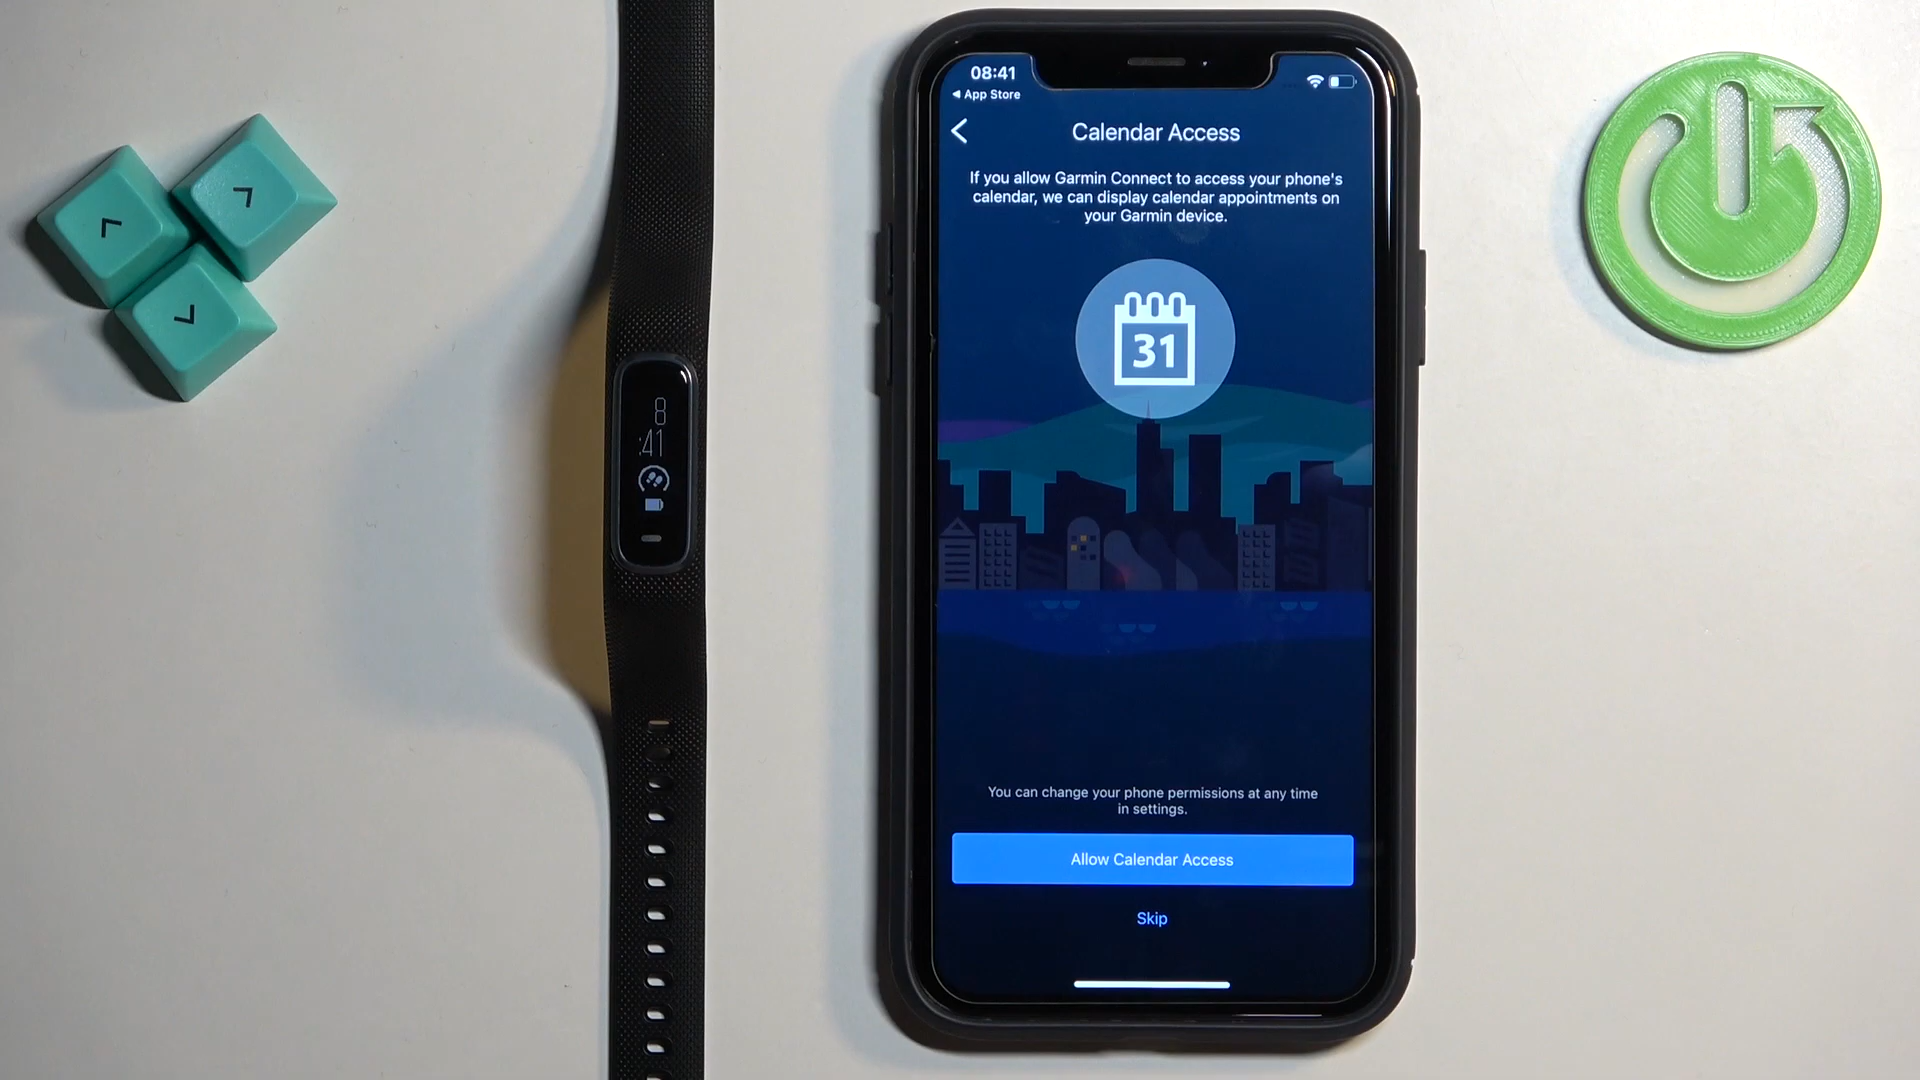 08:41
◀ App Store
Calendar Access
If you allow Garmin Connect to access your phone's
calendar, we can display calendar appointments on
your Garmin device.
31
You can change your phone permissions at any time
in settings.
Allow Calendar Access
Skip
8
:41